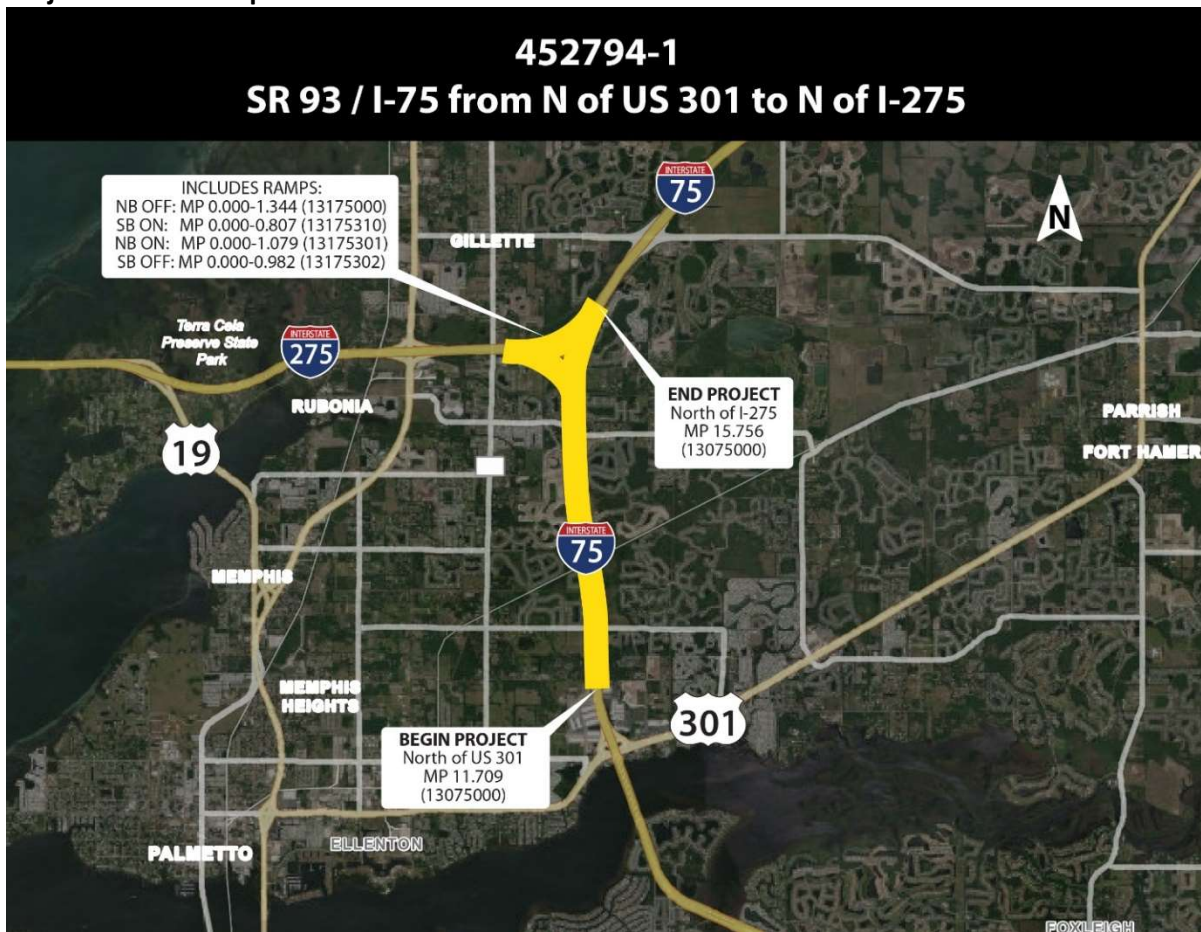 452794-1
SR 93 / I-75 from N of US 301 to N of I-275
INTERSTATE
75
INCLUDES RAMPS:
NB OFF: MP 0.000-1.344 (13175000)
SB ON: MP 0.000-0.807 (13175310)
NB ON: MP 0.000-1.079 (13175301)
SB OFF: MP 0.000-0.982 (13175302)
N
GILLETTE
Terra Ceia
Preserve State
Park
INTERSTATE
275
RUBONIA
END PROJECT
North of I-275
MP 15.756
(13075000)
PARRISH
FORT HAMER
19
INTERSTATE
75
MEMPHIS
MEMPHIS
HEIGHTS
301
BEGIN PROJECT
North of US 301
MP 11.709
(13075000)
PALMETTO
ELLENTON
FOXLEIGH